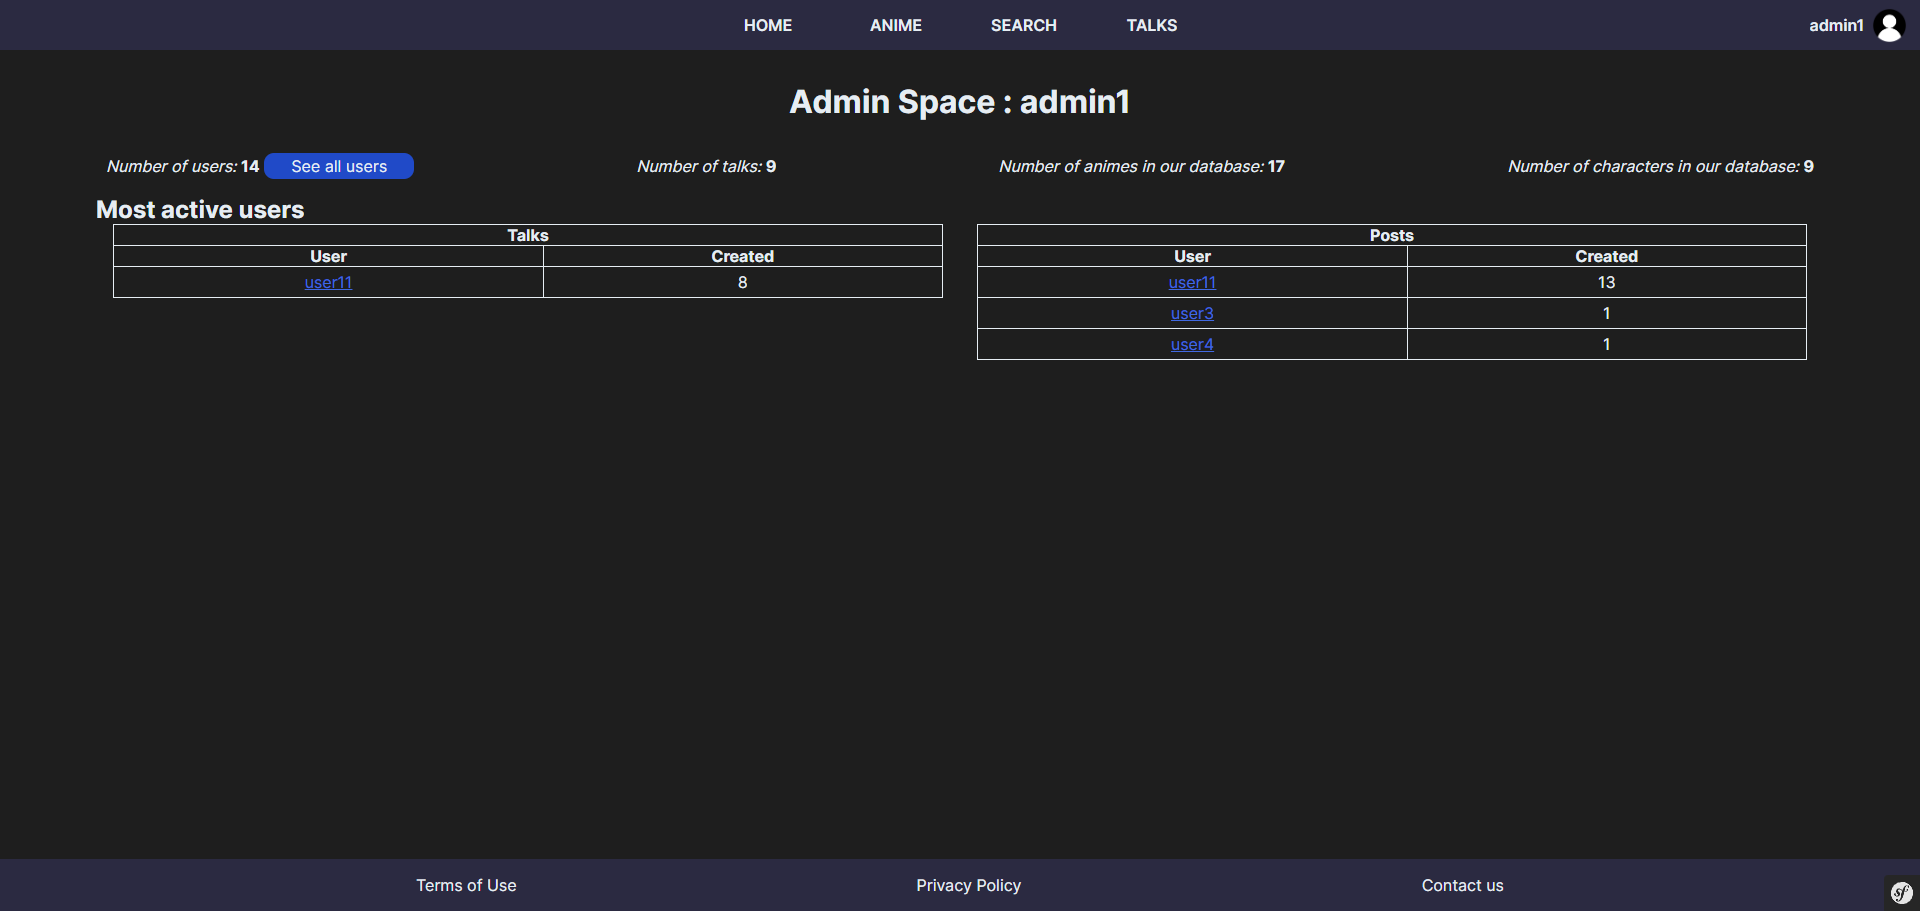 HOME ANIME SEARCH TALKS admin1
Admin Space : admin1
Number of users: 14 See all users Number of talks: 9 Number of animes in our database: 17 Number of characters in our database: 9
Most active users
Talks
User Created
user11 8
Posts
User Created
user11 13
user3 1
user4 1
Terms of Use Privacy Policy Contact us
sf